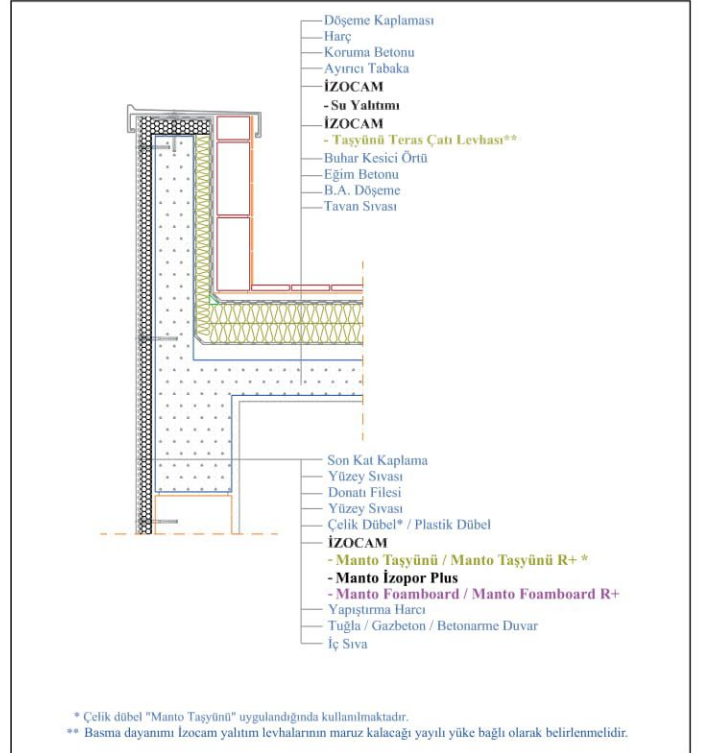 Döşeme Kaplaması
Harç
Koruma Betonu
Ayırıcı Tabaka
İZOCAM
- Su Yalıtımı
İZOCAM
- Taşyünü Teras Çatı Levhası**
Buhar Kesici Örtü
Eğim Betonu
B.A. Döşeme
Tavan Sıvası
Son Kat Kaplama
Yüzey Sıvası
Donatı Filesi
Yüzey Sıvası
Çelik Dübel* / Plastik Dübel
İZOCAM
- Manto Taşyünü / Manto Taşyünü R+ *
- Manto İzopor Plus
- Manto Foamboard / Manto Foamboard R+
Yapıştırma Harcı
Tuğla / Gazbeton / Betonarme Duvar
İç Sıva
* Çelik dübel "Manto Taşyünü" uygulandığında kullanılmaktadır.
** Basma dayanımı İzocam yalıtım levhalarının maruz kalacağı yayılı yüke bağlı olarak belirlenmelidir.